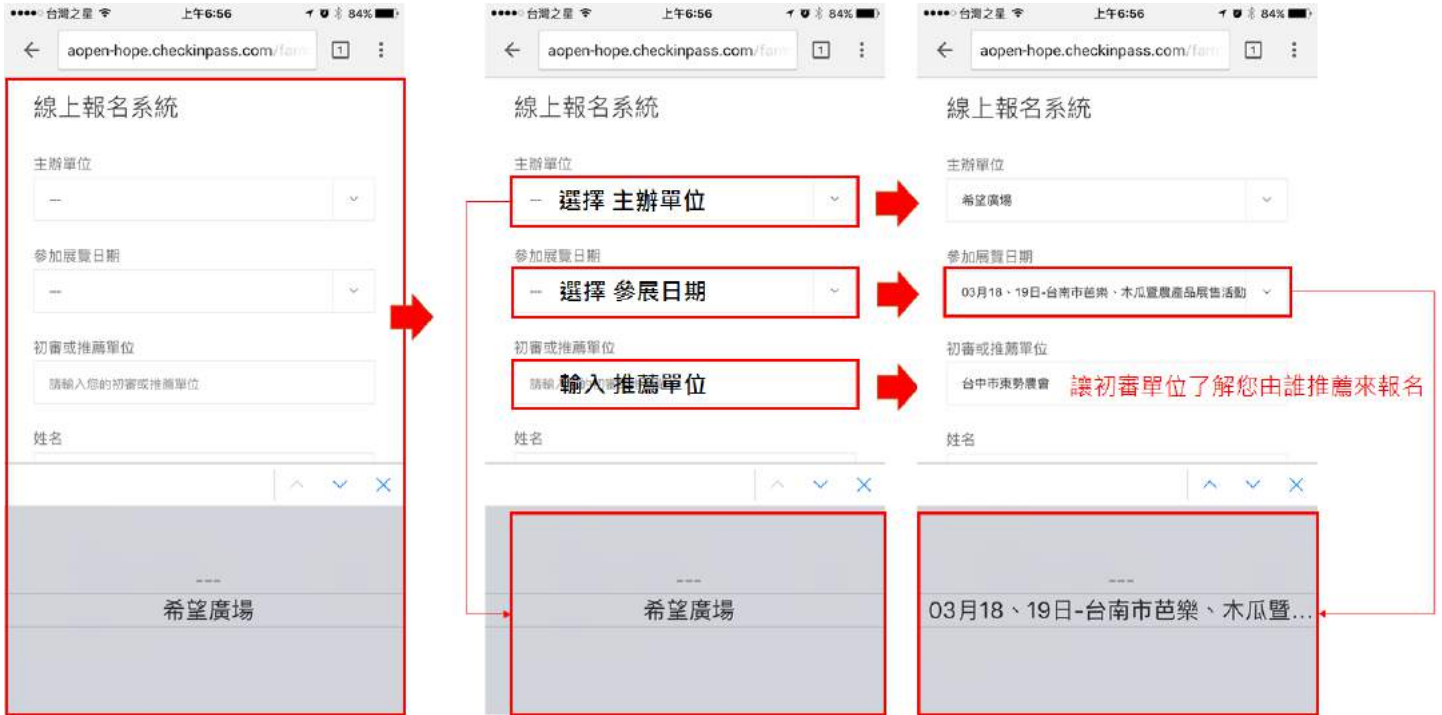 台灣之星 上午6:56 84%
aopen-hope.checkinpass.com/farm 1
線上報名系統
主辦單位
---
參加展覽日期
---
初審或推薦單位
請輸入您的初審或推薦單位
姓名
---
希望廣場
台灣之星 上午6:56 84%
aopen-hope.checkinpass.com/farm 1
線上報名系統
主辦單位
--- 選擇 主辦單位
參加展覽日期
--- 選擇 參展日期
初審或推薦單位
輸入 推薦單位
姓名
---
希望廣場
台灣之星 上午6:56 84%
aopen-hope.checkinpass.com/farm 1
線上報名系統
主辦單位
希望廣場
參加展覽日期
03月18、19日-台南市芭樂、木瓜暨農產品展售活動
初審或推薦單位
台中市東勢農會 讓初審單位了解您由誰推薦來報名
姓名
---
03月18、19日-台南市芭樂、木瓜暨...